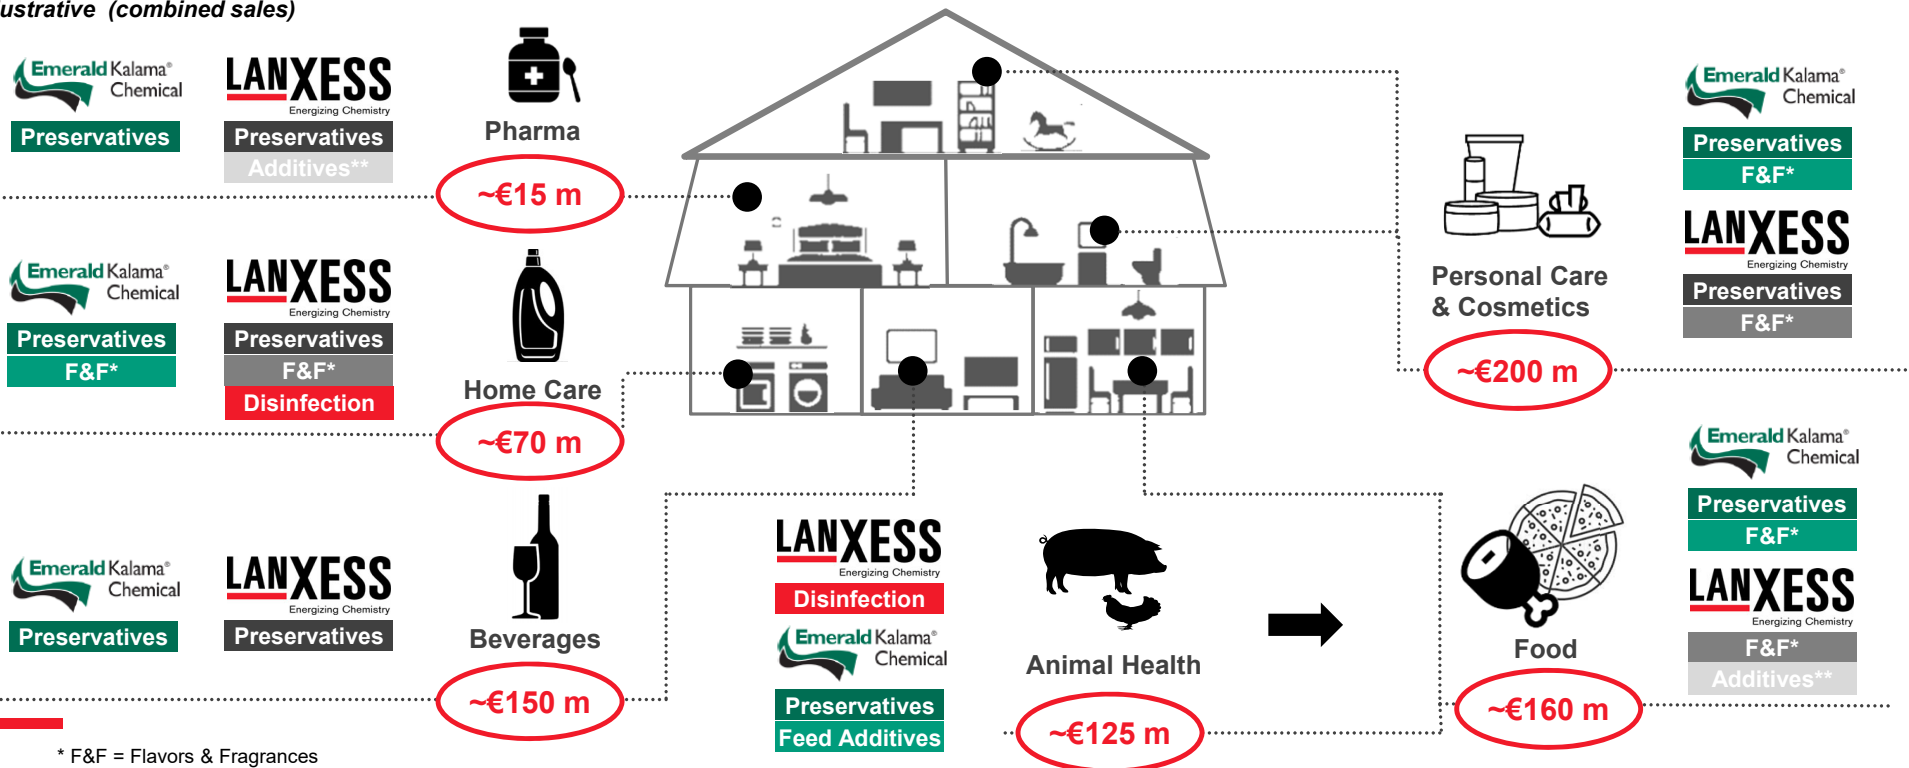 ustrative (combined sales)
Emerald Kalama®
Chemical
Preservatives
LANXESS
Energizing Chemistry
Preservatives
Additives**
Pharma
~€15 m
Emerald Kalama®
Chemical
Preservatives
F&F*
LANXESS
Energizing Chemistry
Preservatives
F&F*
Disinfection
Home Care
~€70 m
Emerald Kalama®
Chemical
Preservatives
LANXESS
Energizing Chemistry
Preservatives
Beverages
~€150 m
LANXESS
Energizing Chemistry
Disinfection
Emerald Kalama®
Chemical
Preservatives
Feed Additives
Animal Health
~€125 m
Emerald Kalama®
Chemical
Preservatives
F&F*
LANXESS
Energizing Chemistry
Preservatives
F&F*
Personal Care
& Cosmetics
~€200 m
Emerald Kalama®
Chemical
Preservatives
F&F*
LANXESS
Energizing Chemistry
F&F*
Additives**
Food
~€160 m
* F&F = Flavors & Fragrances